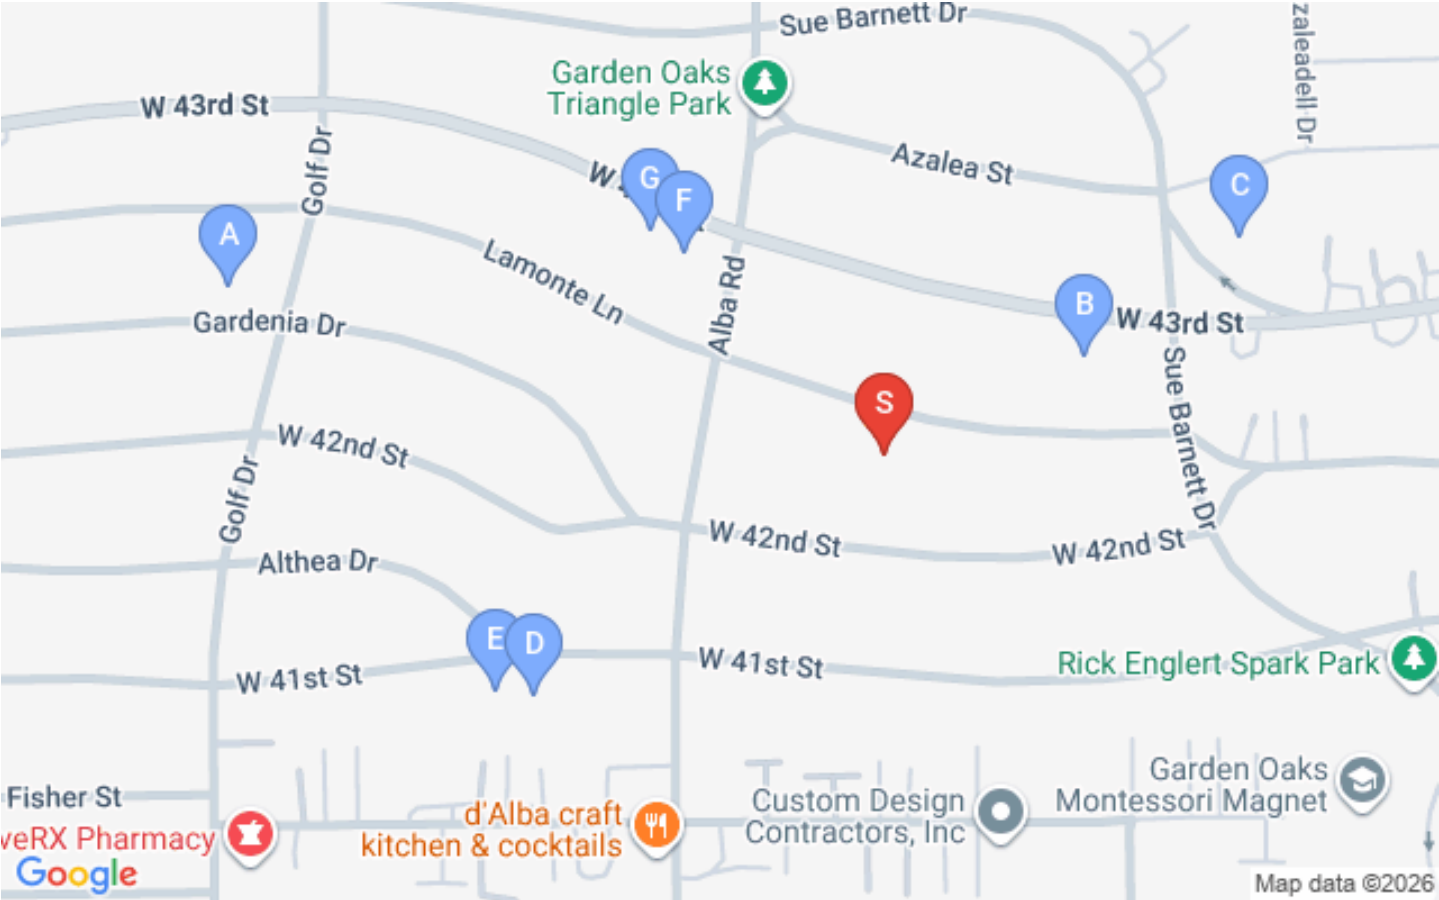 Sue Barnett Dr
zaleadell Dr
Garden Oaks
Triangle Park
W 43rd St
Golf Dr
Azalea St
W
G
F
C
A
Lamonte Ln
Alba Rd
B
W 43rd St
Gardenia Dr
Sue Barnett Dr
S
W 42nd St
Golf Dr
W 42nd St
W 42nd St
Althea Dr
E
D
W 41st St
W 41st St
Rick Englert Spark Park
Garden Oaks
Montessori Magnet
Fisher St
Custom Design
Contractors, Inc
d'Alba craft
kitchen & cocktails
veRX Pharmacy
Google
Map data ©2026